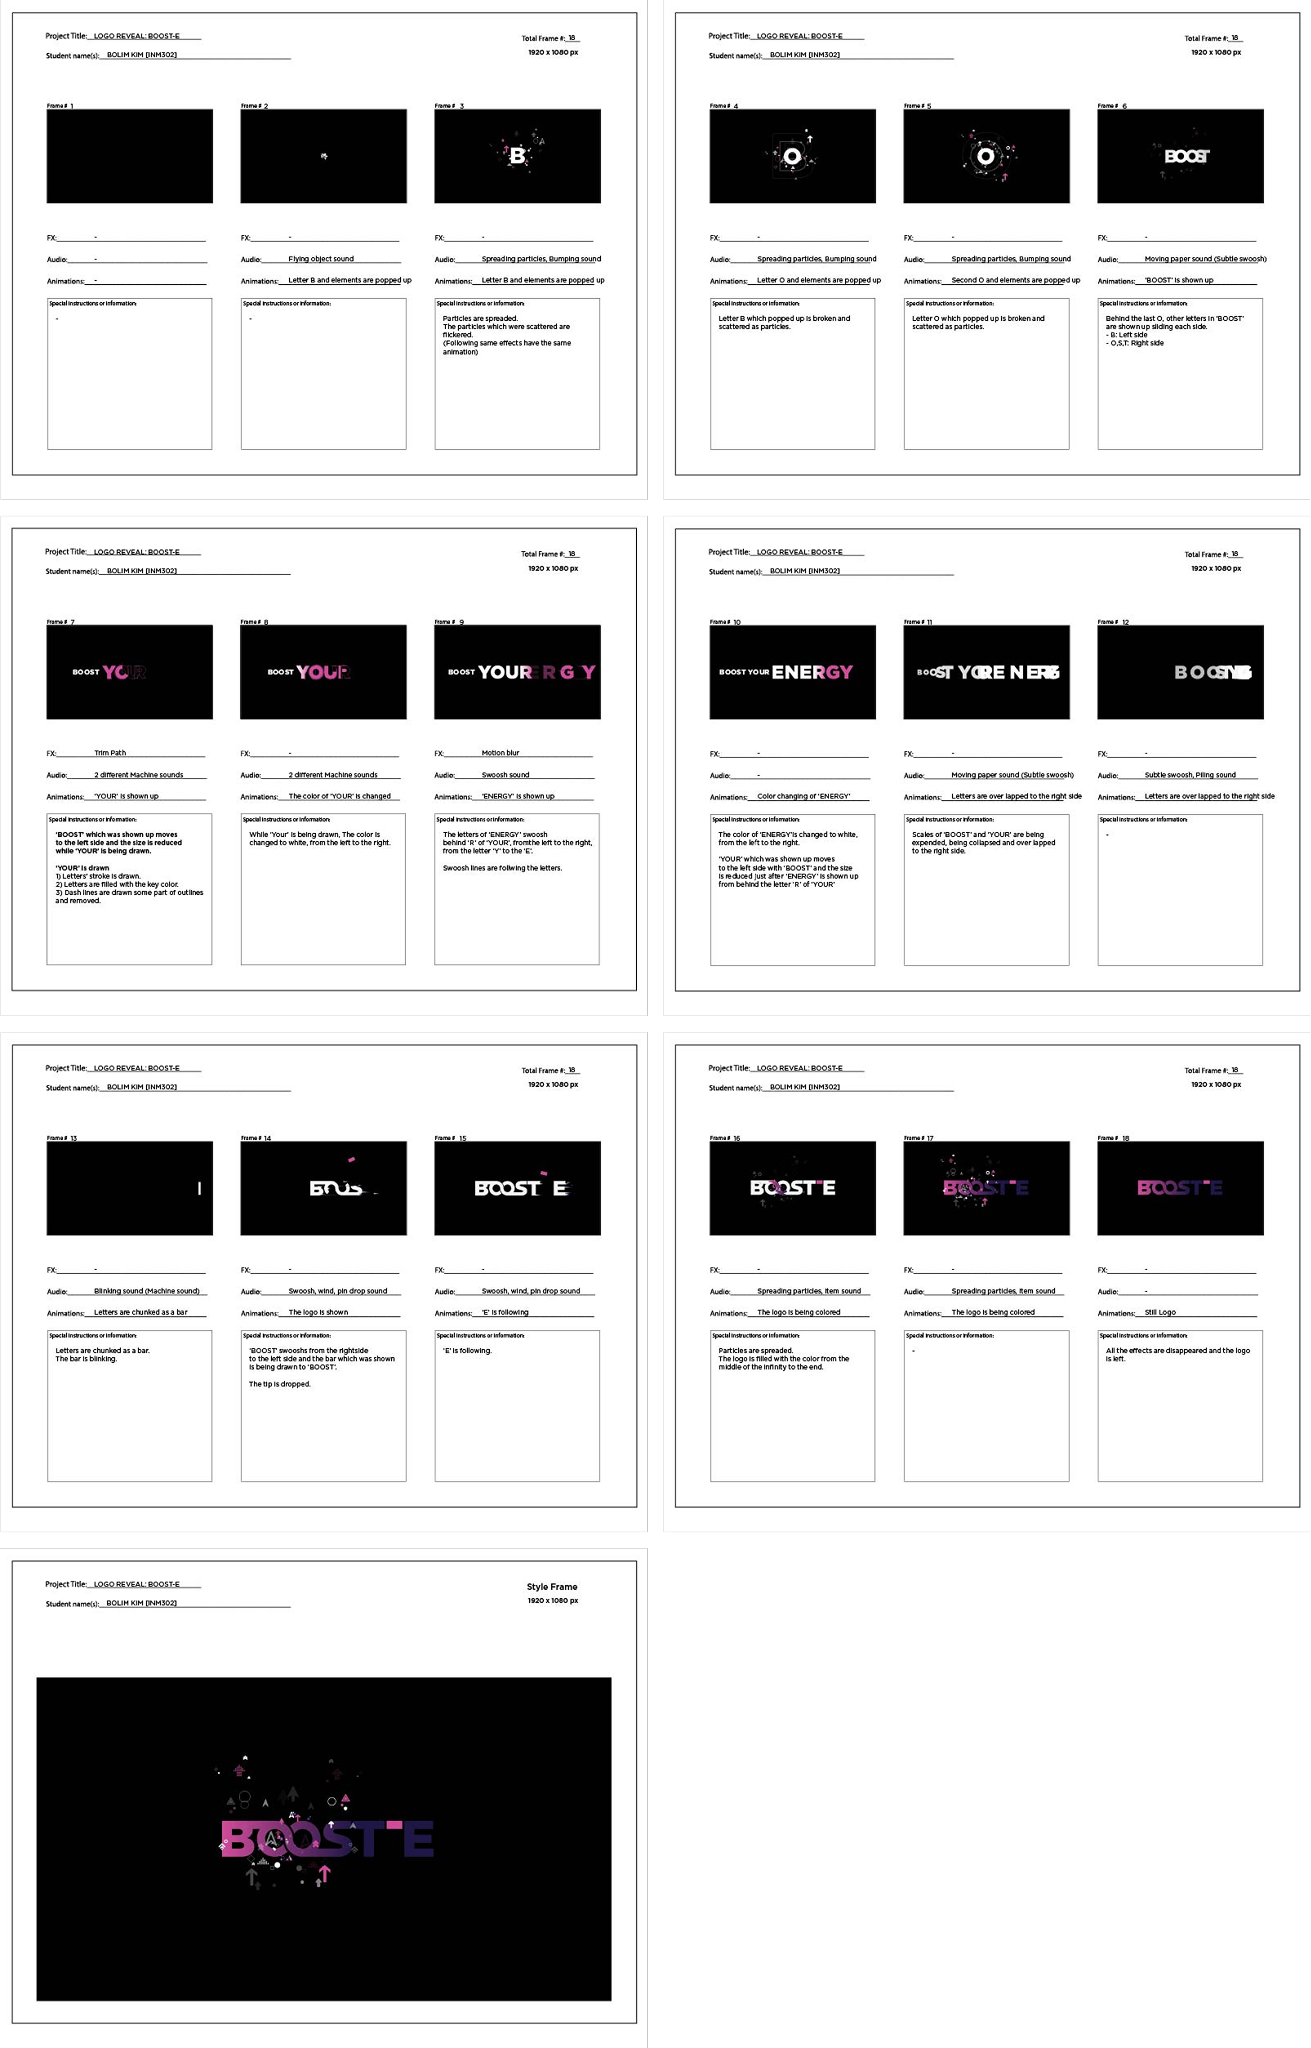 Project Title: LOGO REVEAL: BOOST-E
Total Frame #: 18
Student name(s): BOLIM KIM [INM302]
1920 x 1080 px
Frame # 1
Frame # 2
Frame # 3
B
FX: -
FX: -
FX: -
Audio: -
Audio: Flying object sound
Audio: Spreading particles, Bumping sound
Animations: -
Animations: Letter B and elements are popped up
Animations: Letter B and elements are popped up
Special Instructions or Information:
-
Special Instructions or Information:
-
Special Instructions or Information:
Particles are spreaded.
The particles which were scattered are
flickered.
(Following same effects have the same
animation)
Project Title: LOGO REVEAL: BOOST-E
Total Frame #: 18
Student name(s): BOLIM KIM [INM302]
1920 x 1080 px
Frame # 4
Frame # 5
Frame # 6
O
O
BOOST
FX: -
FX: -
FX: -
Audio: Spreading particles, Bumping sound
Audio: Spreading particles, Bumping sound
Audio: Moving paper sound (Subtle swoosh)
Animations: Letter O and elements are popped up
Animations: Second O and elements are popped up
Animations: 'BOOST' is shown up
Special Instructions or Information:
Letter B which popped up is broken and
scattered as particles.
Special Instructions or Information:
Letter O which popped up is broken and
scattered as particles.
Special Instructions or Information:
Behind the last O, other letters in 'BOOST'
are shown up sliding each side.
- B: Left side
- O,S,T: Right side
Project Title: LOGO REVEAL: BOOST-E
Total Frame #: 18
Student name(s): BOLIM KIM [INM302]
1920 x 1080 px
Frame # 7
Frame # 8
Frame # 9
BOOST YOUR
BOOST YOUR
BOOST YOUR E R G Y
FX: Trim Path
FX: -
FX: Motion blur
Audio: 2 different Machine sounds
Audio: 2 different Machine sounds
Audio: Swoosh sound
Animations: 'YOUR' is shown up
Animations: The color of 'YOUR' is changed
Animations: 'ENERGY' is shown up
Special Instructions or Information:
'BOOST' which was shown up moves
to the left side and the size is reduced
while 'YOUR' is being drawn.
'YOUR' is drawn
1) Letters' stroke is drawn.
2) Letters are filled with the key color.
3) Dash lines are drawn some part of outlines
and removed.
Special Instructions or Information:
While 'Your' is being drawn, The color is
changed to white, from the left to the right.
Special Instructions or Information:
The letters of 'ENERGY' swoosh
behind 'R' of 'YOUR', fromthe left to the right,
from the letter 'Y' to the 'E'.
Swoosh lines are follwing the letters.
Project Title: LOGO REVEAL: BOOST-E
Total Frame #: 18
Student name(s): BOLIM KIM [INM302]
1920 x 1080 px
Frame # 10
Frame # 11
Frame # 12
BOOST YOUR ENERGY
FX: -
FX: -
FX: -
Audio: -
Audio: Moving paper sound (Subtle swoosh)
Audio: Subtle swoosh, Piling sound
Animations: Color changing of 'ENERGY'
Animations: Letters are over lapped to the right side
Animations: Letters are over lapped to the right side
Special Instructions or Information:
The color of 'ENERGY'is changed to white,
from the left to the right.
'YOUR' which was shown up moves
to the left side with 'BOOST' and the size
is reduced just after 'ENERGY' is shown up
from behind the letter 'R' of 'YOUR'
Special Instructions or Information:
Scales of 'BOOST' and 'YOUR' are being
expended, being collapsed and over lapped
to the right side.
Special Instructions or Information:
-
Project Title: LOGO REVEAL: BOOST-E
Total Frame #: 18
Student name(s): BOLIM KIM [INM302]
1920 x 1080 px
Frame # 13
Frame # 14
Frame # 15
BOOST E
FX: -
FX: -
FX: -
Audio: Blinking sound (Machine sound)
Audio: Swoosh, wind, pin drop sound
Audio: Swoosh, wind, pin drop sound
Animations: Letters are chunked as a bar
Animations: The logo is shown
Animations: 'E' is following
Special Instructions or Information:
Letters are chunked as a bar.
The bar is blinking.
Special Instructions or Information:
'BOOST' swooshs from the rightside
to the left side and the bar which was shown
is being drawn to 'BOOST'.
The tip is dropped.
Special Instructions or Information:
'E' is following.
Project Title: LOGO REVEAL: BOOST-E
Total Frame #: 18
Student name(s): BOLIM KIM [INM302]
1920 x 1080 px
Frame # 16
Frame # 17
Frame # 18
BOOST-E
BOOST-E
BOOST-E
FX: -
FX: -
FX: -
Audio: Spreading particles, Item sound
Audio: Spreading particles, Item sound
Audio: -
Animations: The logo is being colored
Animations: The logo is being colored
Animations: Still Logo
Special Instructions or Information:
Particles are spreaded.
The logo is filled with the color from the
middle of the infinity to the end.
Special Instructions or Information:
-
Special Instructions or Information:
All the effects are disappeared and the logo
is left.
Project Title: LOGO REVEAL: BOOST-E
Style Frame
Student name(s): BOLIM KIM [INM302]
1920 x 1080 px
BOOST-E